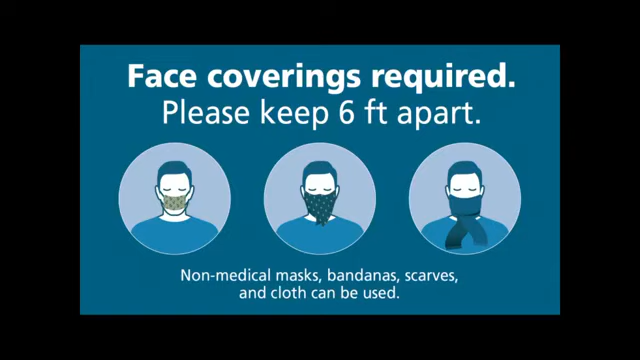 Face coverings required.
Please keep 6 ft apart.
Non-medical masks, bandanas, scarves,
and cloth can be used.